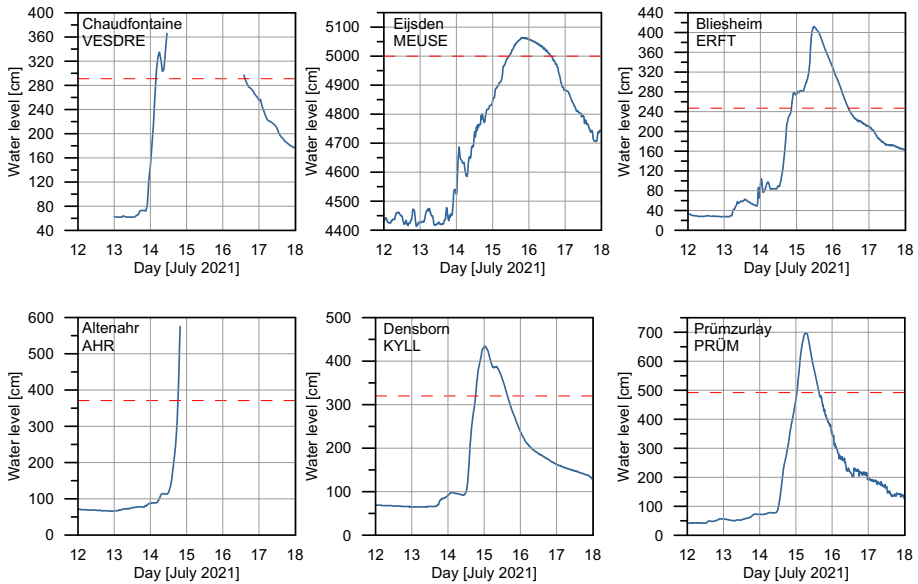 Chaudfontaine
VESDRE
Water level [cm]
400
360
320
280
240
200
160
120
80
40
12 13 14 15 16 17 18
Day [July 2021]
Eijsden
MEUSE
Water level [cm]
5100
5000
4900
4800
4700
4600
4500
4400
12 13 14 15 16 17 18
Day [July 2021]
Bliesheim
ERFT
Water level [cm]
440
400
360
320
280
240
200
160
120
80
40
0
12 13 14 15 16 17 18
Day [July 2021]
Altenahr
AHR
Water level [cm]
600
500
400
300
200
100
0
12 13 14 15 16 17 18
Day [July 2021]
Densborn
KYLL
Water level [cm]
500
400
300
200
100
0
12 13 14 15 16 17 18
Day [July 2021]
Prümzurlay
PRÜM
Water level [cm]
700
600
500
400
300
200
100
0
12 13 14 15 16 17 18
Day [July 2021]